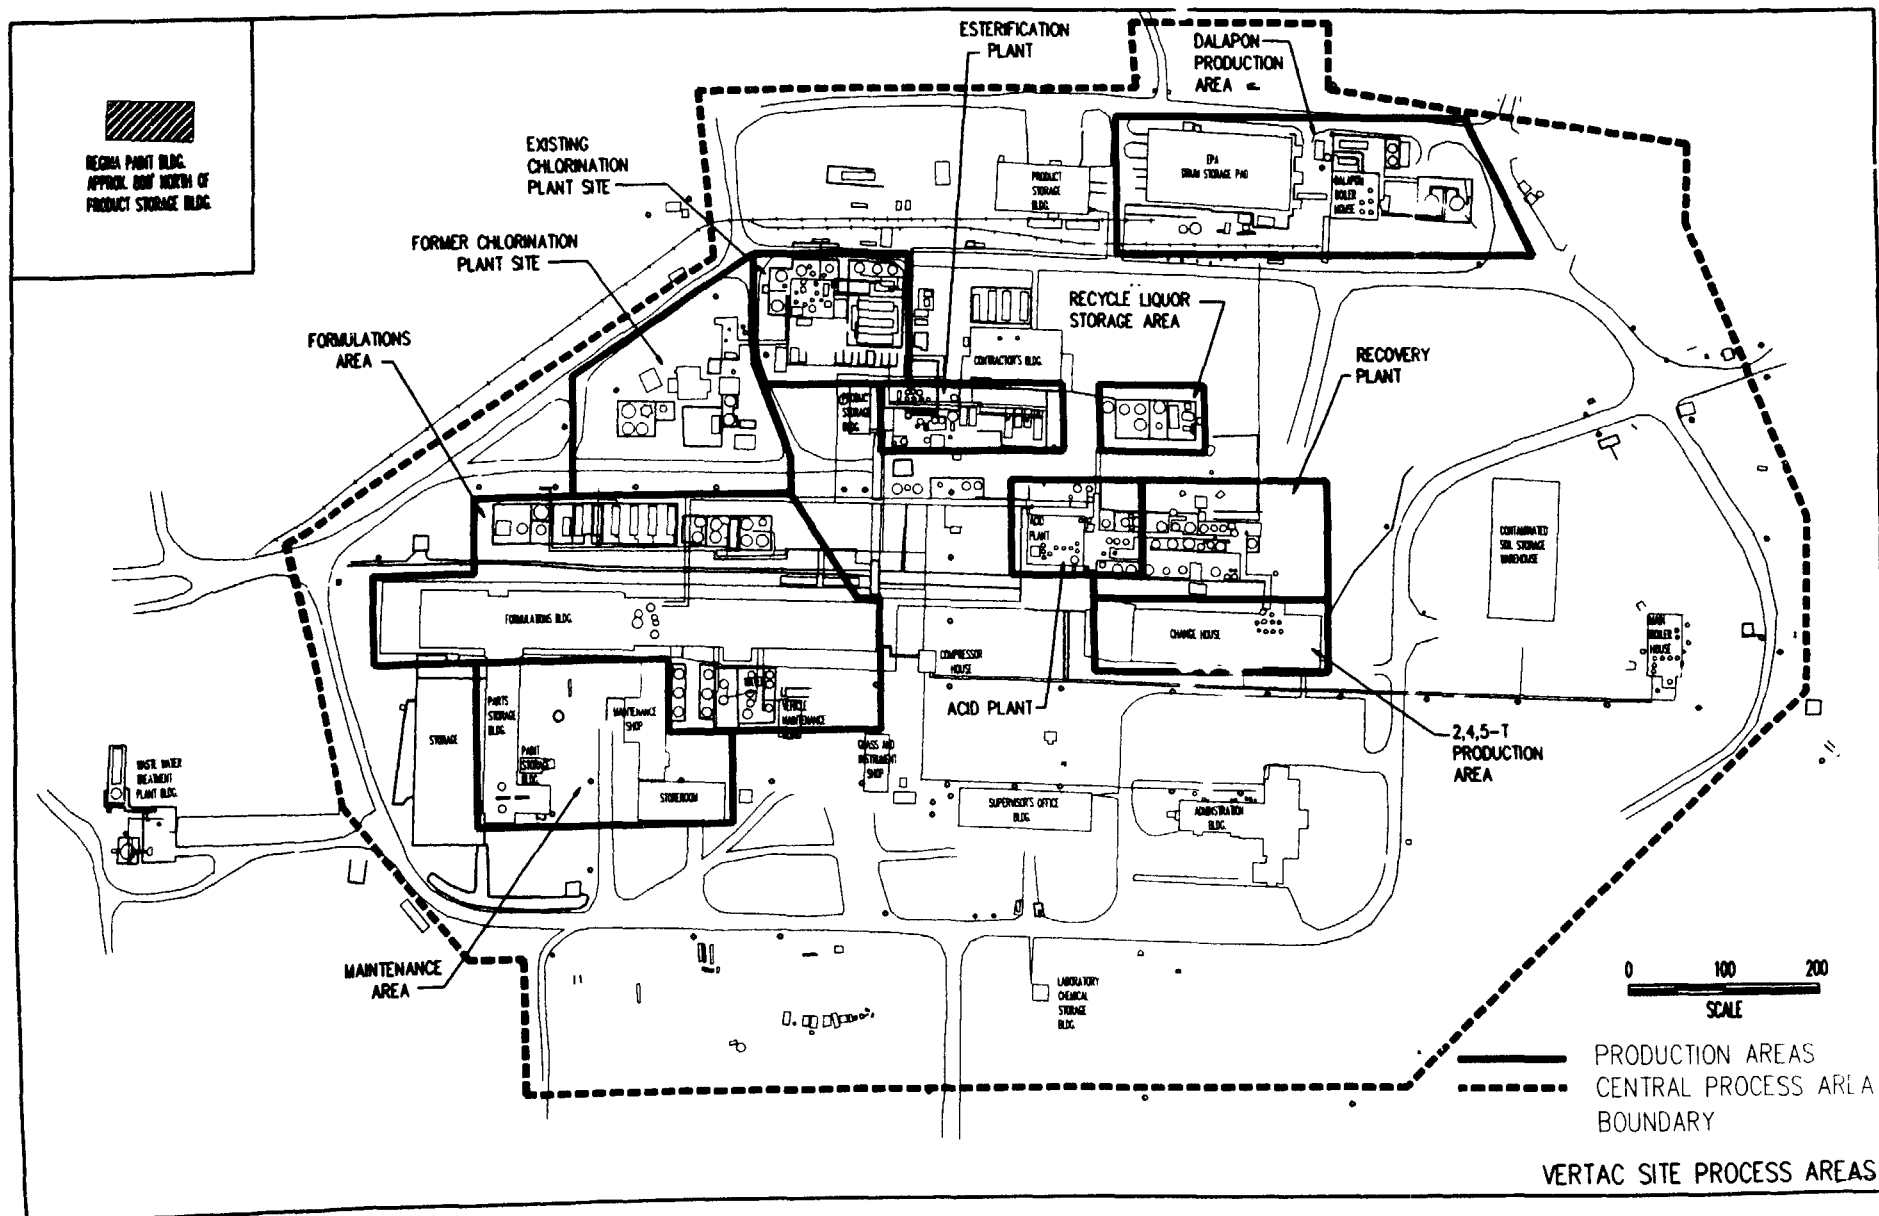 ESTERIFICATION
PLANT
DALAPON
PRODUCTION
AREA
REGINA PAINT BLDG.
APPROX. 800' NORTH OF
PRODUCT STORAGE BLDG.
EXISTING
CHLORINATION
PLANT SITE
EPA
DRUM STORAGE PAD
PRODUCT
STORAGE
BLDG.
DALAPON
BOILER
HOUSE
FORMER CHLORINATION
PLANT SITE
RECYCLE LIQUOR
STORAGE AREA
FORMULATIONS
AREA
CONTRACTOR'S BLDG.
RECOVERY
PLANT
PRODUCT
STORAGE
BLDG.
ACID
PLANT
CONTAMINATED
SOIL STORAGE
WAREHOUSE
FORMULATIONS BLDG.
CHANGE HOUSE
MAIN
BOILER
HOUSE
COMPRESSOR
HOUSE
PARTS
STORAGE
BLDG.
MAINTENANCE
SHOP
VEHICLE
MAINTENANCE
ACID PLANT
STORAGE
2,4,5-T
PRODUCTION
AREA
PAINT
STORAGE
BLDG.
GLASS AND
INSTRUMENT
SHOP
WASTE WATER
TREATMENT
PLANT BLDG.
STOREROOM
SUPERVISOR'S OFFICE
BLDG.
ADMINISTRATION
BLDG.
MAINTENANCE
AREA
LABORATORY
CHEMICAL
STORAGE
BLDG.
0 100 200
SCALE
PRODUCTION AREAS
CENTRAL PROCESS AREA
BOUNDARY
VERTAC SITE PROCESS AREAS